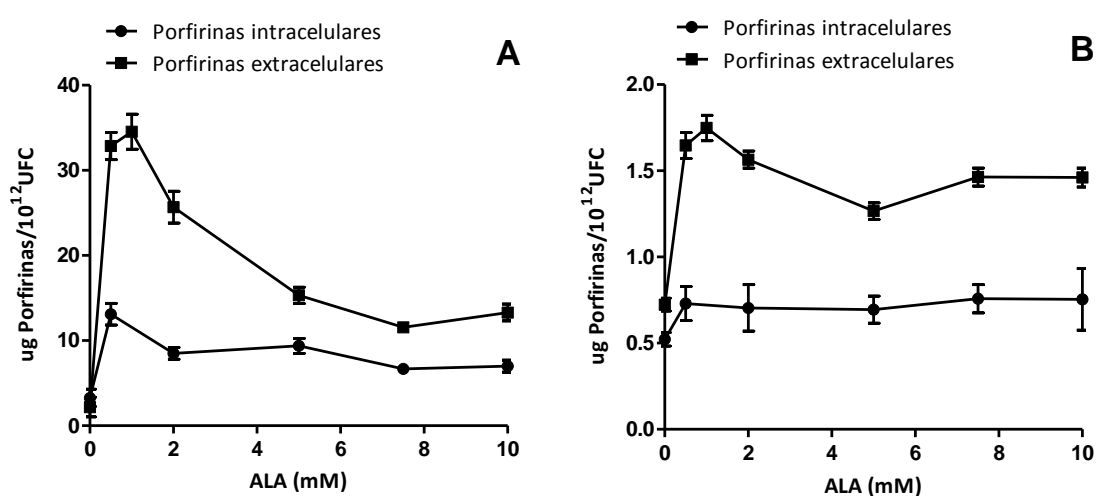 Porfirinas intracelulares
Porfirinas extracelulares
A
40
30
20
10
0
ug Porfirinas/10¹²UFC
0 2 4 6 8 10
ALA (mM)
Porfirinas intracelulares
Porfirinas extracelulares
B
2.0
1.5
1.0
0.5
0.0
ug Porfirinas/10¹²UFC
0 2 4 6 8 10
ALA (mM)